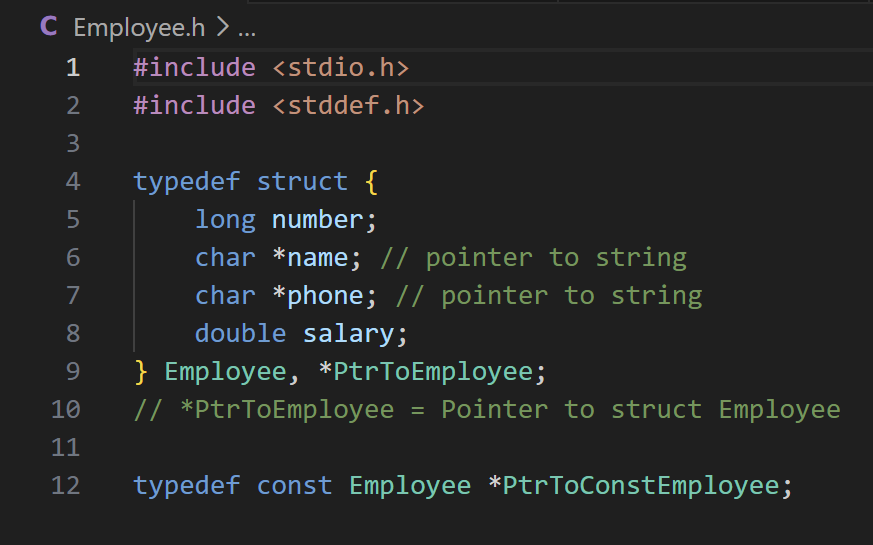 C Employee.h > ...
1 #include <stdio.h>
2 #include <stddef.h>
3
4 typedef struct {
5     long number;
6     char *name; // pointer to string
7     char *phone; // pointer to string
8     double salary;
9 } Employee, *PtrToEmployee;
10 // *PtrToEmployee = Pointer to struct Employee
11
12 typedef const Employee *PtrToConstEmployee;